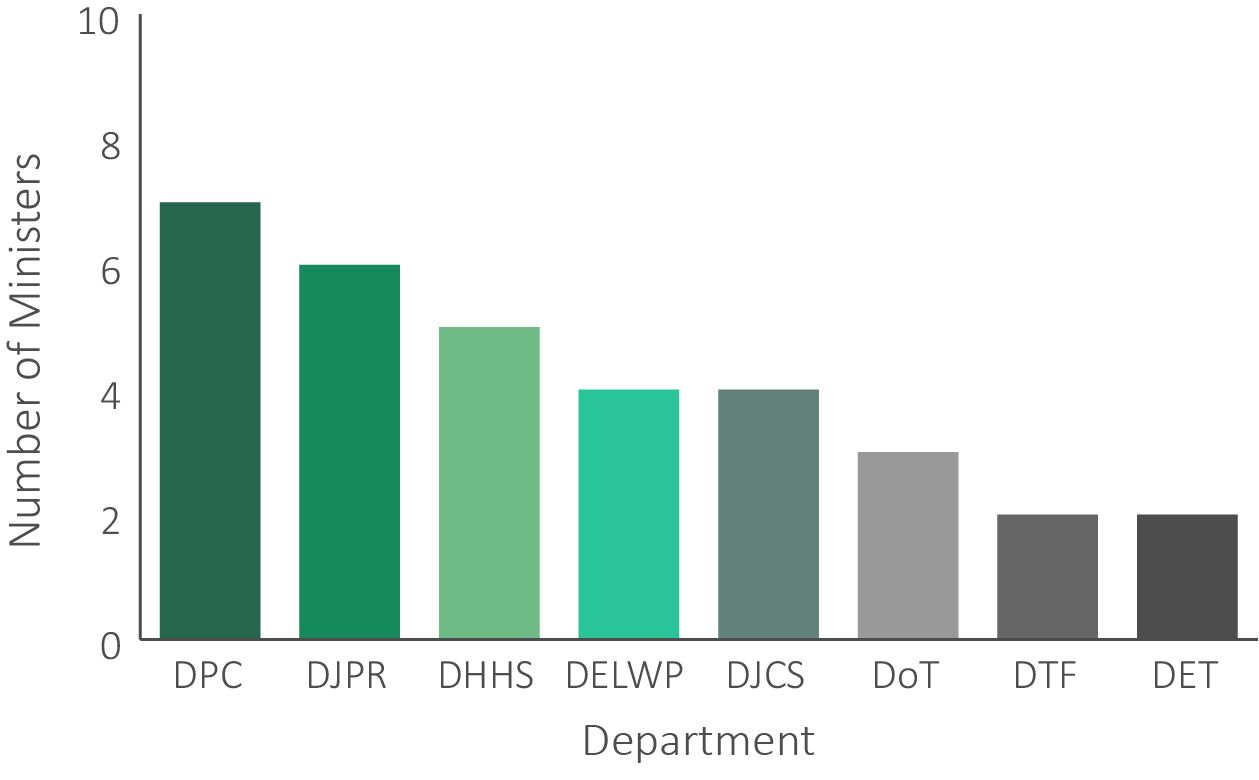 Number of Ministers
10
8
6
4
2
0
DPC DJPR DHHS DELWP DJCS DoT DTF DET
Department